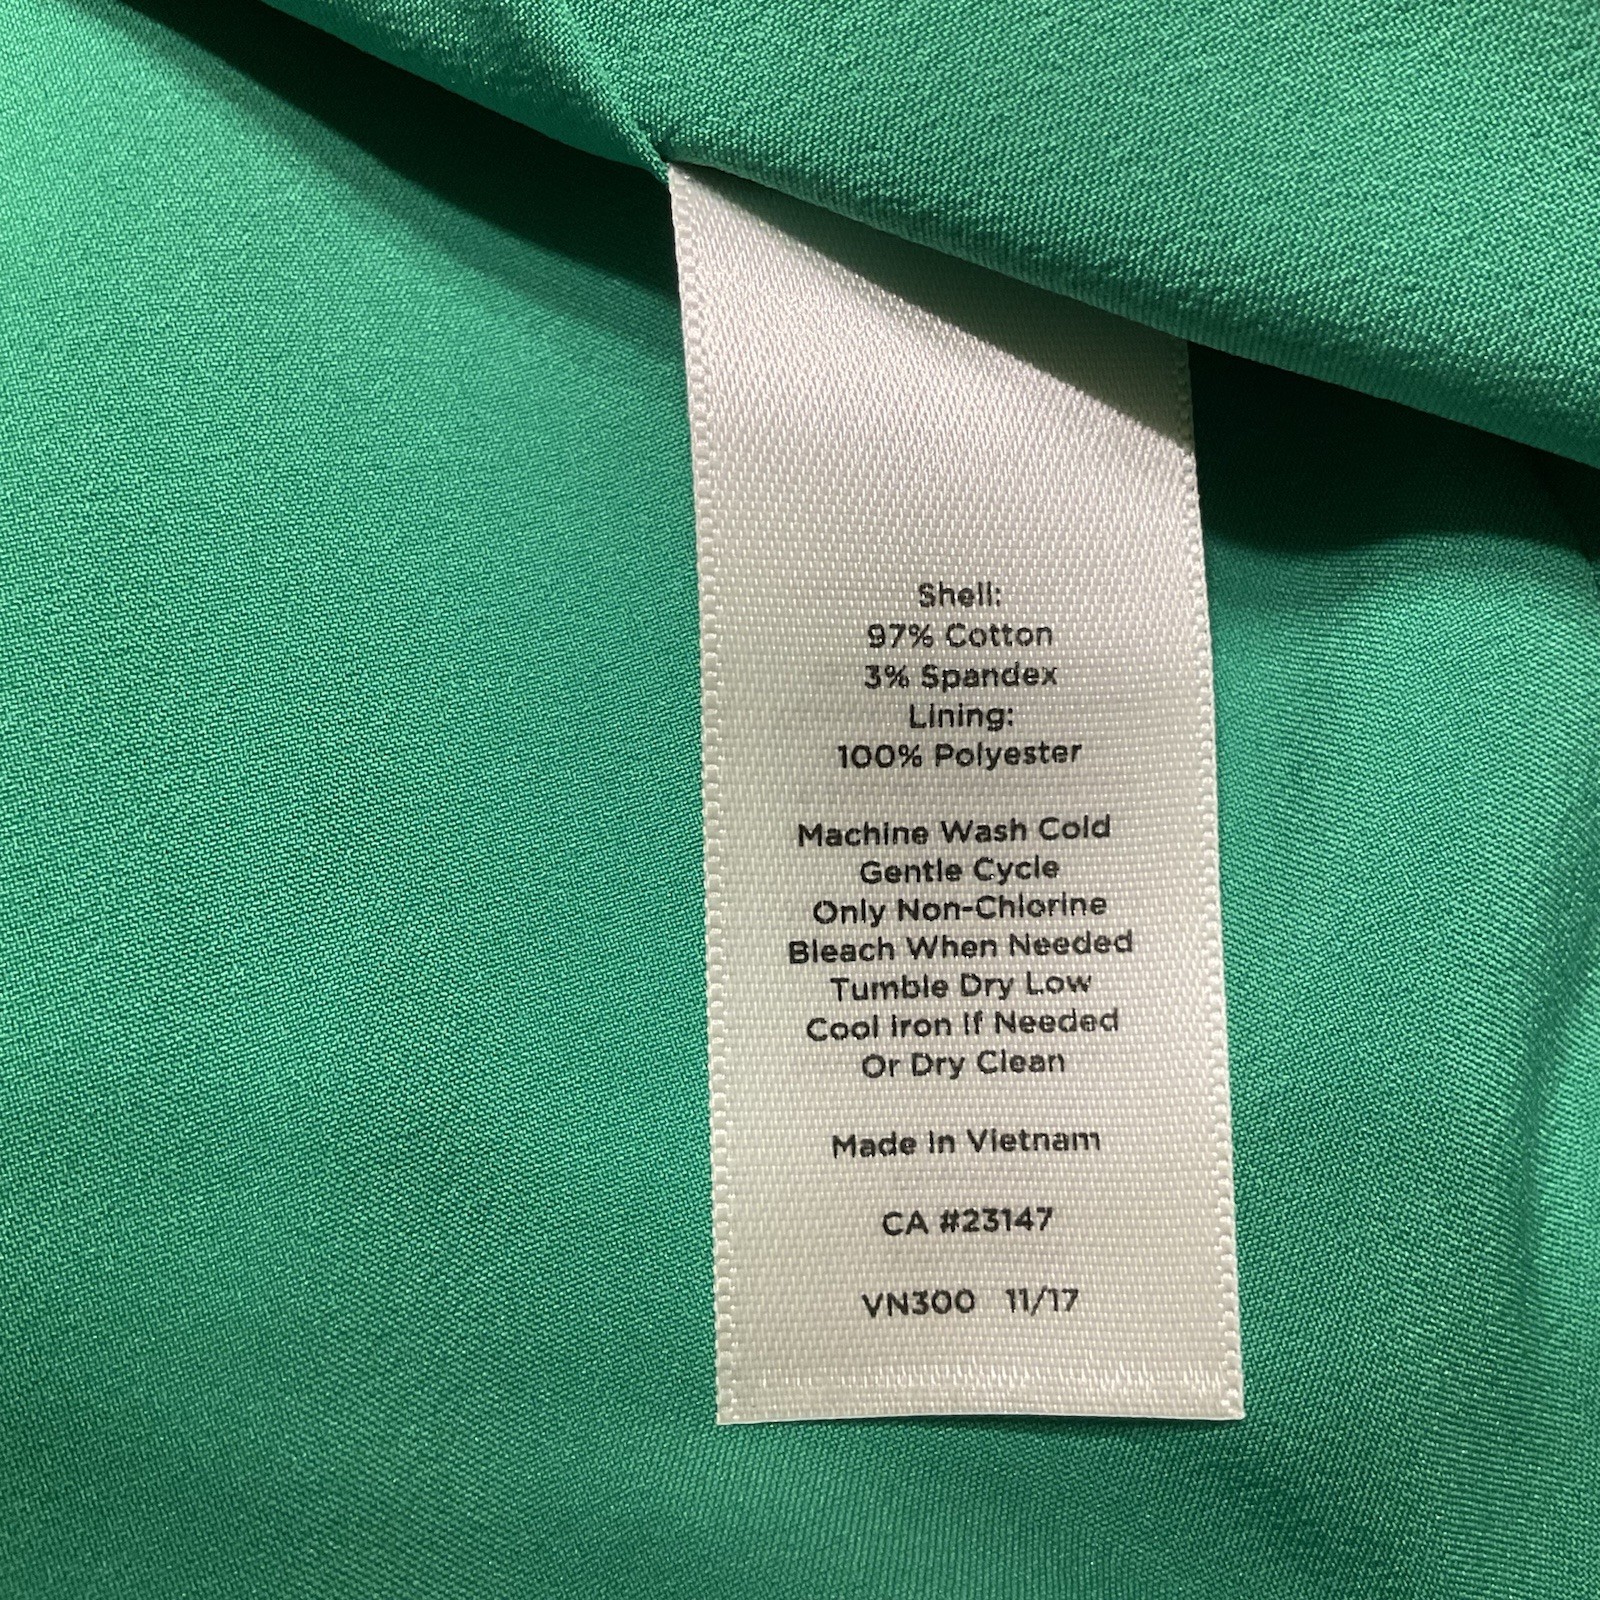 Shell:
97% Cotton
3% Spandex
Lining:
100% Polyester
Machine Wash Cold
Gentle Cycle
Only Non-Chlorine
Bleach When Needed
Tumble Dry Low
Cool Iron If Needed
Or Dry Clean
Made In Vietnam
CA #23147
VN300 11/17